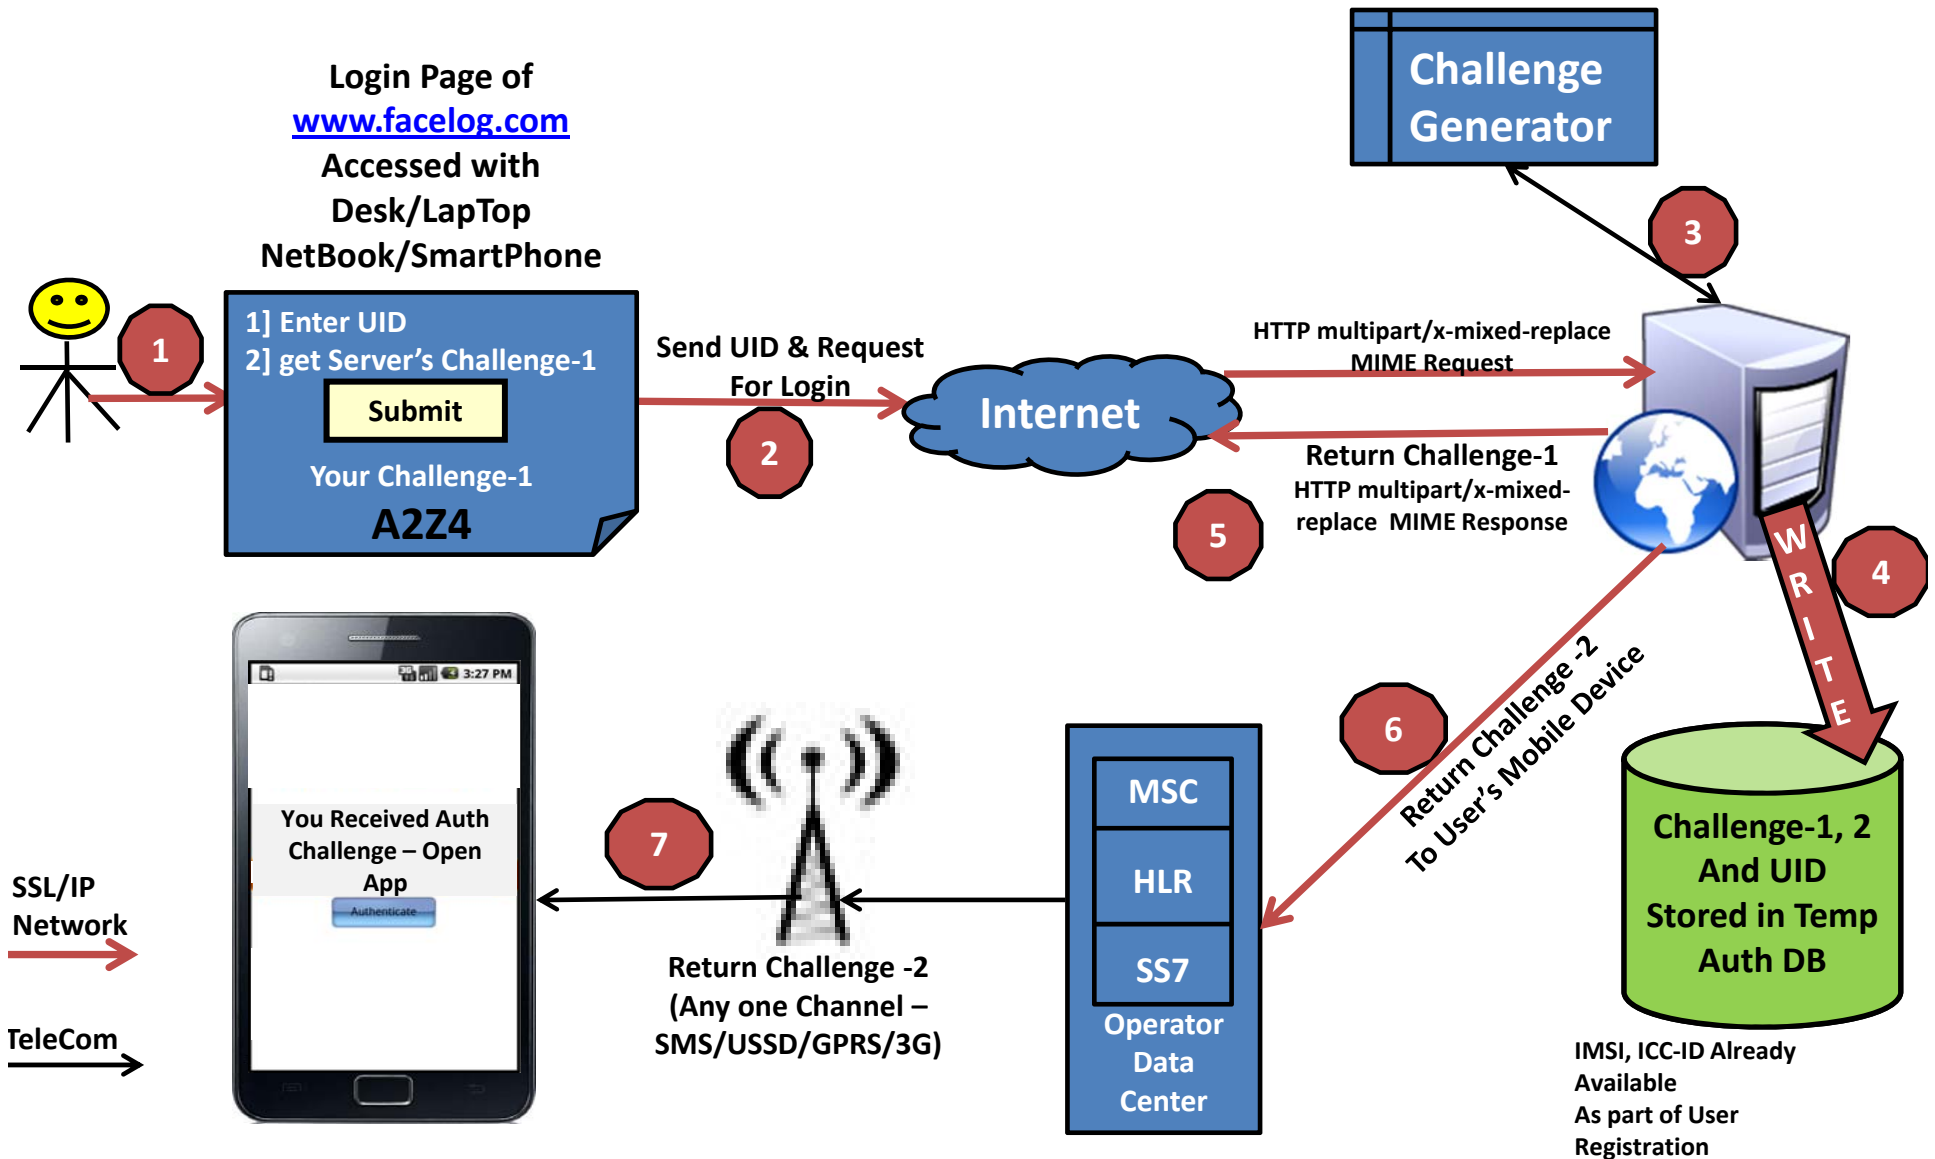 Login Page of
www.facelog.com
Accessed with
Desk/LapTop
NetBook/SmartPhone
Challenge
Generator
3
1
1] Enter UID
2] get Server's Challenge-1
Submit
Your Challenge-1
A2Z4
Send UID & Request
For Login
2
Internet
HTTP multipart/x-mixed-replace
MIME Request
Return Challenge-1
HTTP multipart/x-mixed-
replace MIME Response
5
WRITE
4
Return Challenge -2
To User's Mobile Device
6
3:27 PM
You Received Auth
Challenge – Open
App
Authenticate
7
Return Challenge -2
(Any one Channel –
SMS/USSD/GPRS/3G)
MSC
HLR
SS7
Operator
Data
Center
Challenge-1, 2
And UID
Stored in Temp
Auth DB
IMSI, ICC-ID Already
Available
As part of User
Registration
SSL/IP
Network
TeleCom